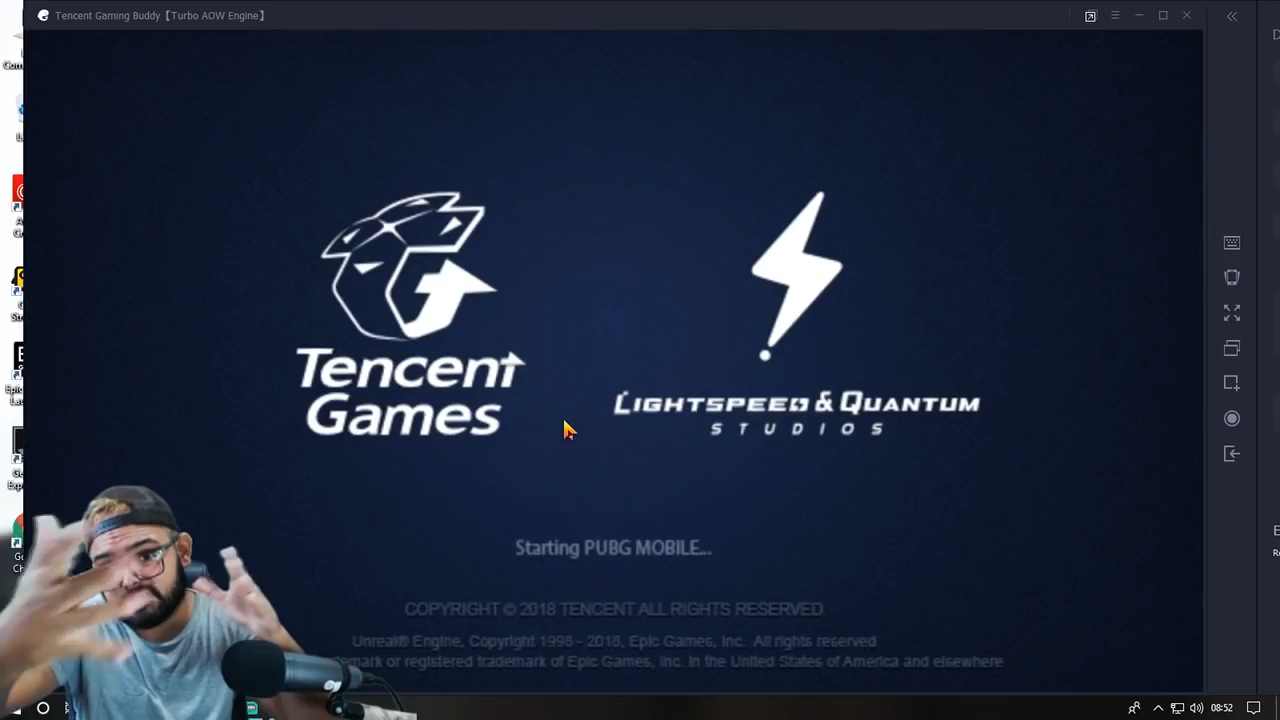 Tencent Gaming Buddy【Turbo AOW Engine】
Tencent
Games
LIGHTSPEED & QUANTUM
STUDIOS
Starting PUBG MOBILE...
COPYRIGHT © 2018 TENCENT ALL RIGHTS RESERVED
Unreal® Engine, Copyright 1998 - 2018, Epic Games, Inc. All rights reserved
or registered trademark of Epic Games, Inc. in the United States of America and elsewhere
08:52